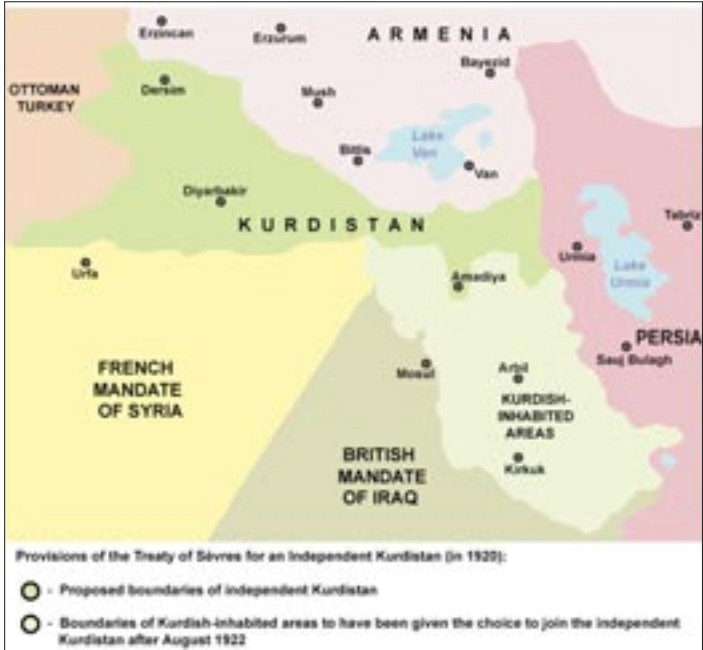 ARMENIA
Erzincan
Erzurum
Bayezid
OTTOMAN
TURKEY
Dersim
Mush
Lake
Van
Bitlis
Van
Diyarbakir
KURDISTAN
Tabriz
Urmia
Lake
Urmia
Urfa
Amadiya
PERSIA
Sauj Bulagh
FRENCH
MANDATE
OF SYRIA
Mosul
Arbil
KURDISH-
INHABITED
AREAS
Kirkuk
BRITISH
MANDATE
OF IRAQ
Provisions of the Treaty of Sèvres for an Independent Kurdistan (in 1920):
- Proposed boundaries of independent Kurdistan
- Boundaries of Kurdish-inhabited areas to have been given the choice to join the independent
Kurdistan after August 1922